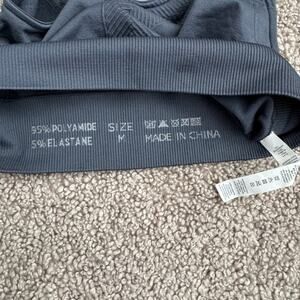 95% POLYAMIDE SIZE
5% ELASTANE M MADE IN CHINA